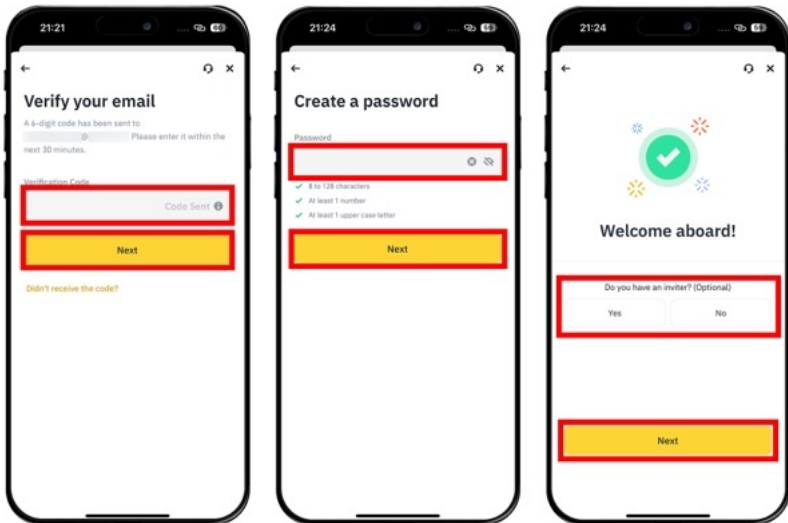 21:21
60
Verify your email
A 6-digit code has been sent to
@ Please enter it within the
next 30 minutes.
Verification Code
Code Sent
Next
Didn't receive the code?
21:24
60
Create a password
Password
8 to 128 characters
At least 1 number
At least 1 upper case letter
Next
21:24
60
Welcome aboard!
Do you have an inviter? (Optional)
Yes No
Next